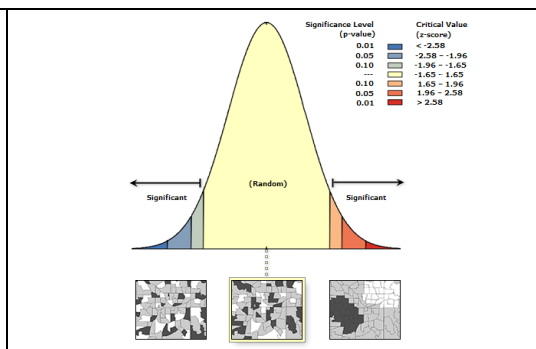 Significance Level
(p-value)
Critical Value
(z-score)
0.01 < -2.58
0.05 -2.58 – -1.96
0.10 -1.96 – -1.65
--- -1.65 – 1.65
0.10 1.65 – 1.96
0.05 1.96 – 2.58
0.01 > 2.58
(Random)
Significant
Significant